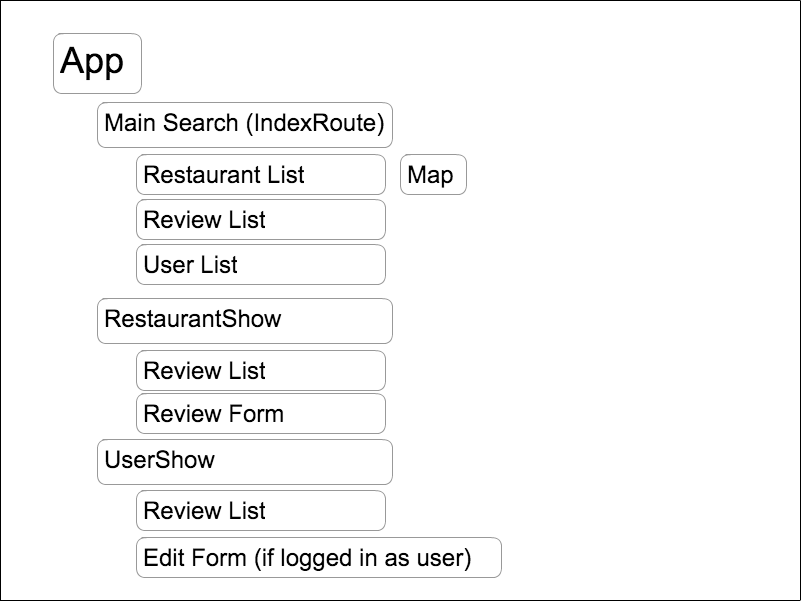 App
Main Search (IndexRoute)
Restaurant List
Map
Review List
User List
RestaurantShow
Review List
Review Form
UserShow
Review List
Edit Form (if logged in as user)